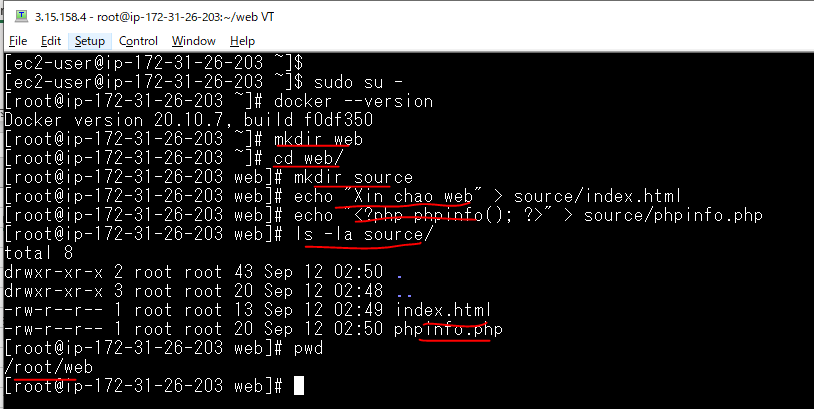 3.15.158.4 - root@ip-172-31-26-203:~/web VT
File Edit Setup Control Window Help
[ec2-user@ip-172-31-26-203 ~]$
[ec2-user@ip-172-31-26-203 ~]$ sudo su -
[root@ip-172-31-26-203 ~]# docker --version
Docker version 20.10.7, build f0df350
[root@ip-172-31-26-203 ~]# mkdir web
[root@ip-172-31-26-203 ~]# cd web/
[root@ip-172-31-26-203 web]# mkdir source
[root@ip-172-31-26-203 web]# echo "Xin chao web" > source/index.html
[root@ip-172-31-26-203 web]# echo "<?php phpinfo(); ?>" > source/phpinfo.php
[root@ip-172-31-26-203 web]# ls -la source/
total 8
drwxr-xr-x 2 root root 43 Sep 12 02:50 .
drwxr-xr-x 3 root root 20 Sep 12 02:48 ..
-rw-r--r-- 1 root root 13 Sep 12 02:49 index.html
-rw-r--r-- 1 root root 20 Sep 12 02:50 phpinfo.php
[root@ip-172-31-26-203 web]# pwd
/root/web
[root@ip-172-31-26-203 web]#